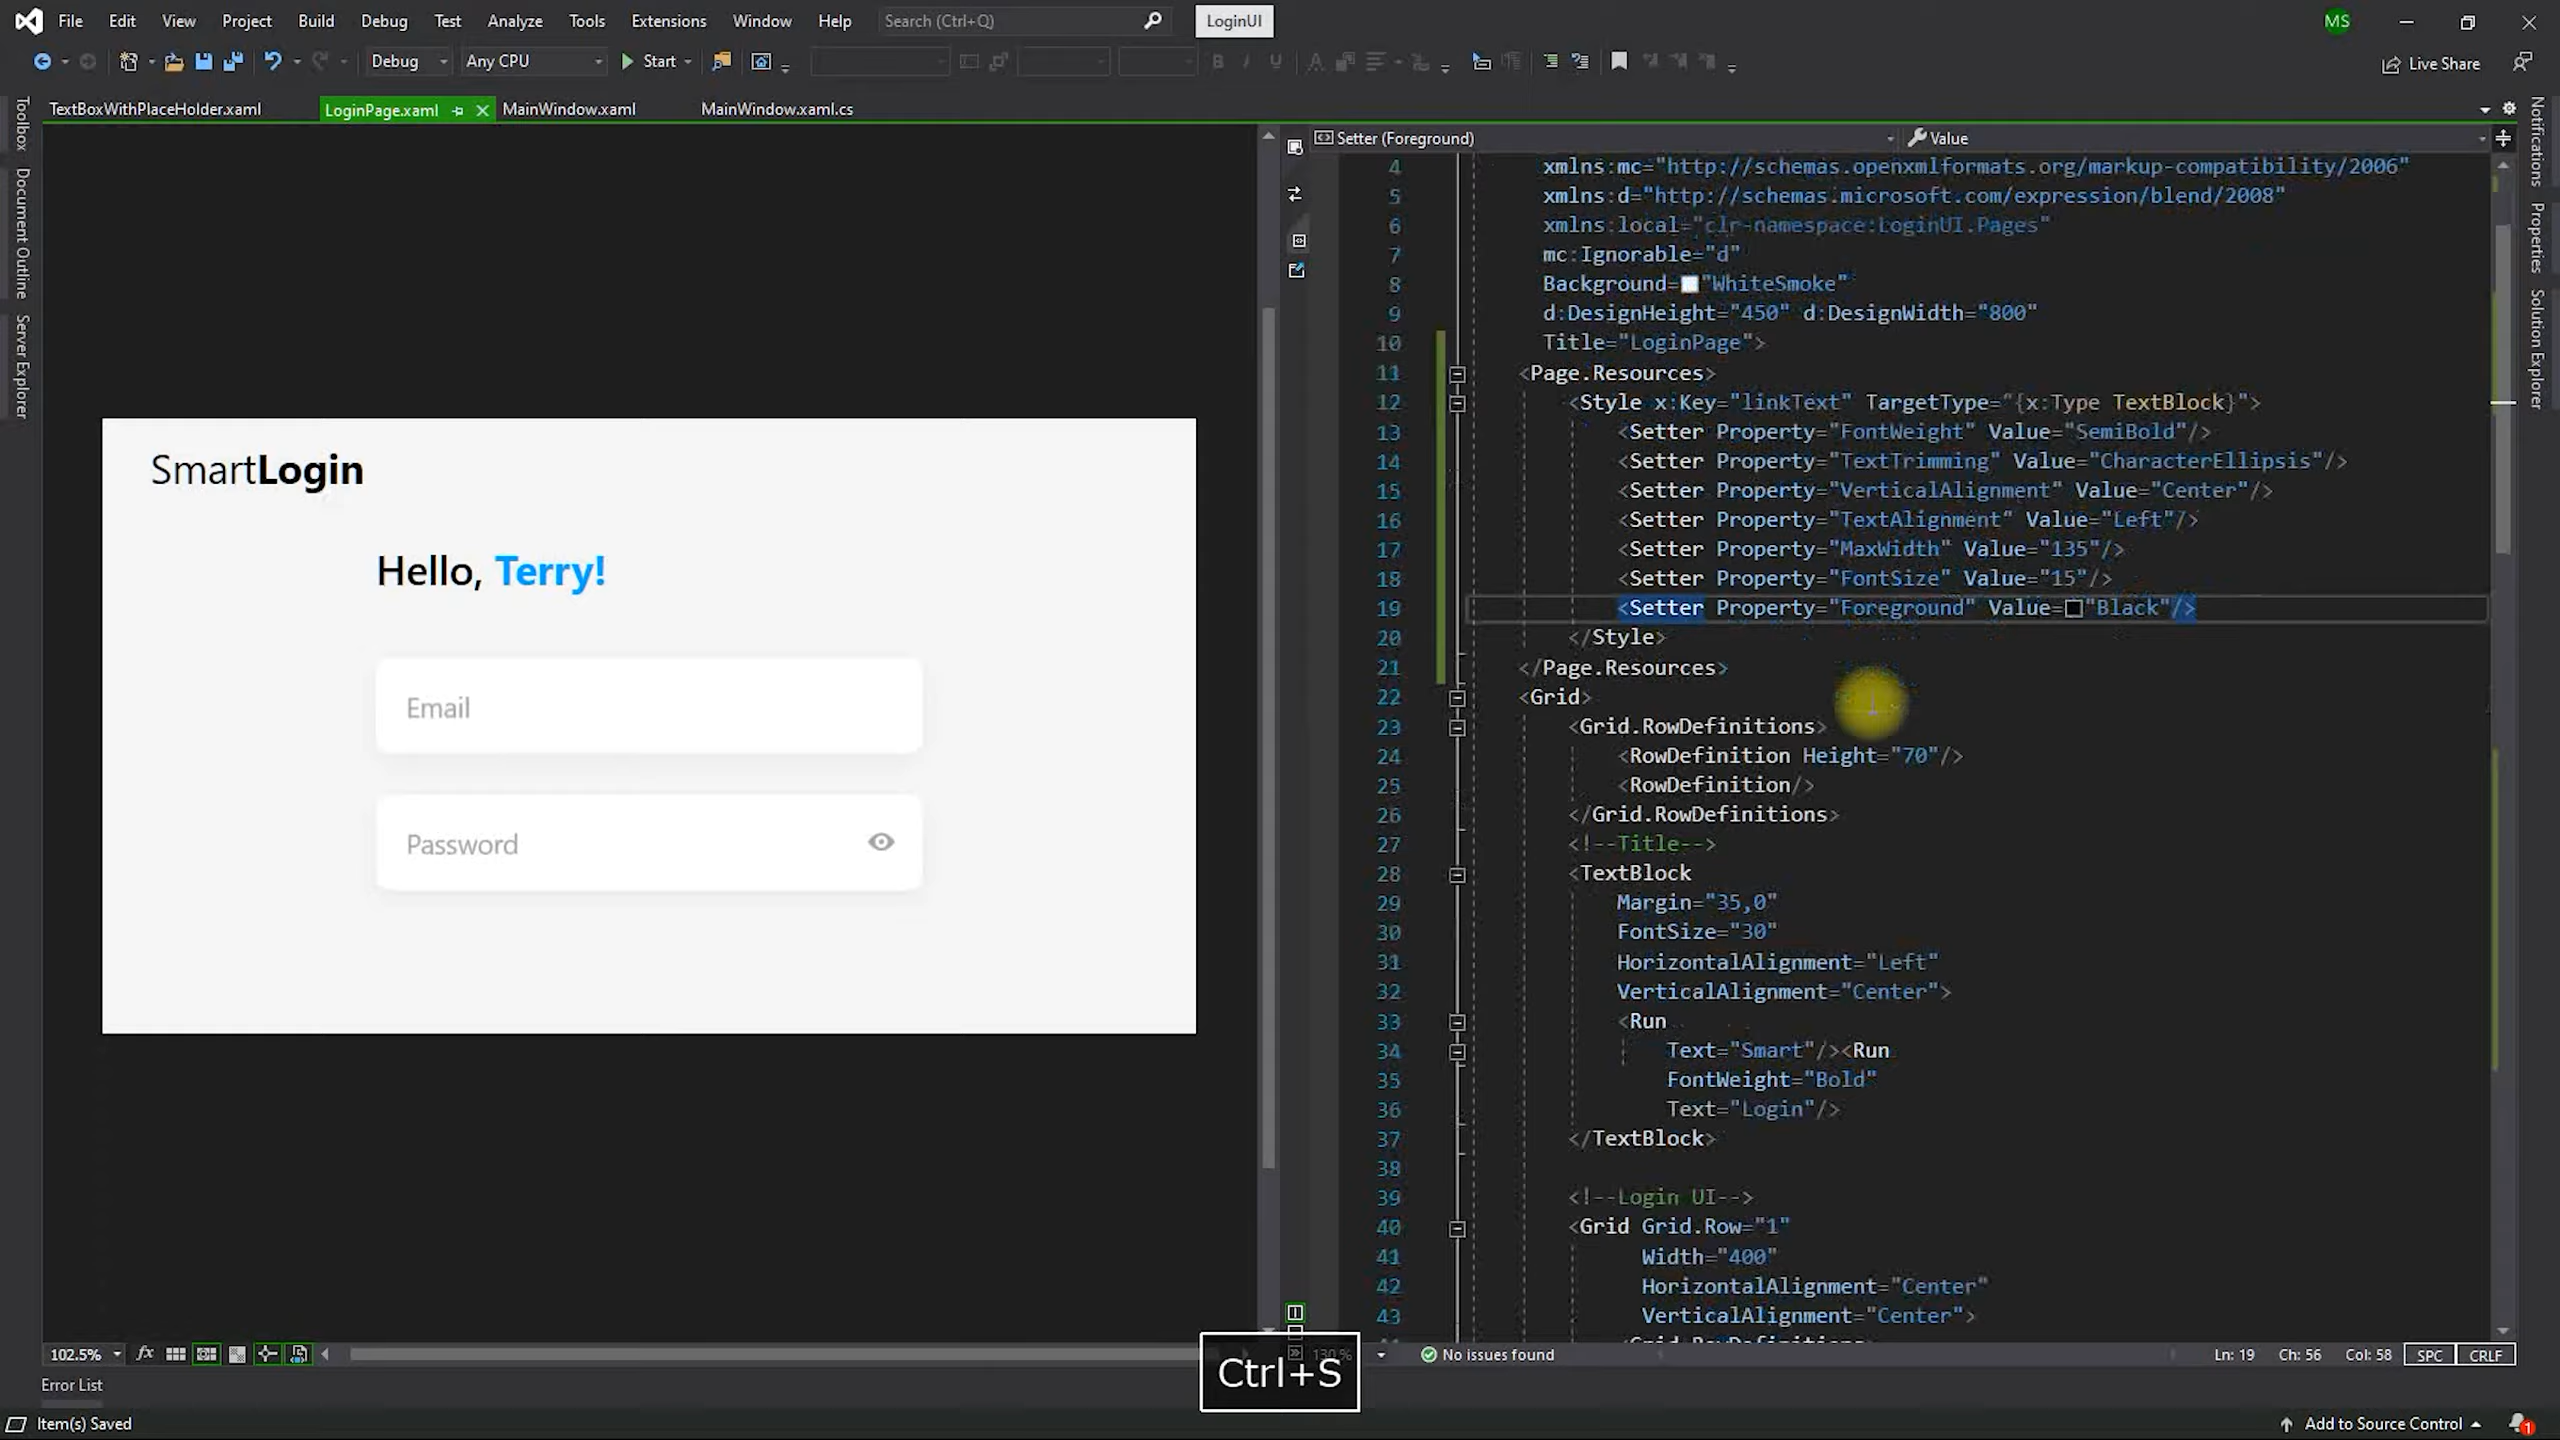 File Edit View Project Build Debug Test Analyze Tools Extensions Window Help Search (Ctrl+Q) LoginUI MS
Debug Any CPU Start Live Share
TextBoxWithPlaceHolder.xaml LoginPage.xaml MainWindow.xaml MainWindow.xaml.cs
Toolbox
Document Outline
Server Explorer
SmartLogin
Hello, Terry!
Email
Password
Setter (Foreground) Value
4 xmlns:mc="http://schemas.openxmlformats.org/markup-compatibility/2006"
5 xmlns:d="http://schemas.microsoft.com/expression/blend/2008"
6 xmlns:local="clr-namespace:LoginUI.Pages"
7 mc:Ignorable="d"
8 Background="WhiteSmoke"
9 d:DesignHeight="450" d:DesignWidth="800"
10 Title="LoginPage">
11 <Page.Resources>
12 <Style x:Key="linkText" TargetType="{x:Type TextBlock}">
13 <Setter Property="FontWeight" Value="SemiBold"/>
14 <Setter Property="TextTrimming" Value="CharacterEllipsis"/>
15 <Setter Property="VerticalAlignment" Value="Center"/>
16 <Setter Property="TextAlignment" Value="Left"/>
17 <Setter Property="MaxWidth" Value="135"/>
18 <Setter Property="FontSize" Value="15"/>
19 <Setter Property="Foreground" Value="Black"/>
20 </Style>
21 </Page.Resources>
22 <Grid>
23 <Grid.RowDefinitions>
24 <RowDefinition Height="70"/>
25 <RowDefinition/>
26 </Grid.RowDefinitions>
27 <!--Title-->
28 <TextBlock
29 Margin="35,0"
30 FontSize="30"
31 HorizontalAlignment="Left"
32 VerticalAlignment="Center">
33 <Run
34 Text="Smart"/><Run
35 FontWeight="Bold"
36 Text="Login"/>
37 </TextBlock>
38
39 <!--Login UI-->
40 <Grid Grid.Row="1"
41 Width="400"
42 HorizontalAlignment="Center"
43 VerticalAlignment="Center">
<Grid.RowDefinitions>
Notifications
Properties
Solution Explorer
102.5% fx 130 % No issues found Ln: 19 Ch: 56 Col: 58 SPC CRLF
Ctrl+S
Error List
Item(s) Saved Add to Source Control 1